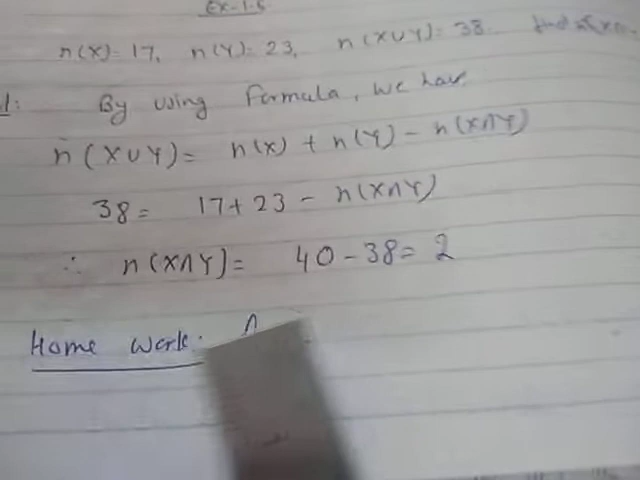 Ex-1.5
n(X)=17, n(Y)=23, n(X∪Y)=38. find
By using formula, we have
n(X∪Y)= n(X) + n(Y) - n(X∩Y)
38= 17+23 - n(X∩Y)
∴ n(X∩Y)= 40-38= 2
Home Work: